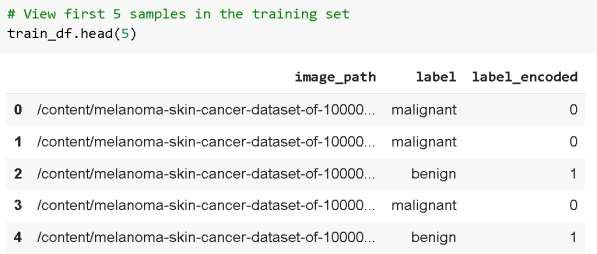 # View first 5 samples in the training set
train_df.head(5)
image_path label label_encoded
0 /content/melanoma-skin-cancer-dataset-of-10000... malignant 0
1 /content/melanoma-skin-cancer-dataset-of-10000... malignant 0
2 /content/melanoma-skin-cancer-dataset-of-10000... benign 1
3 /content/melanoma-skin-cancer-dataset-of-10000... malignant 0
4 /content/melanoma-skin-cancer-dataset-of-10000... benign 1